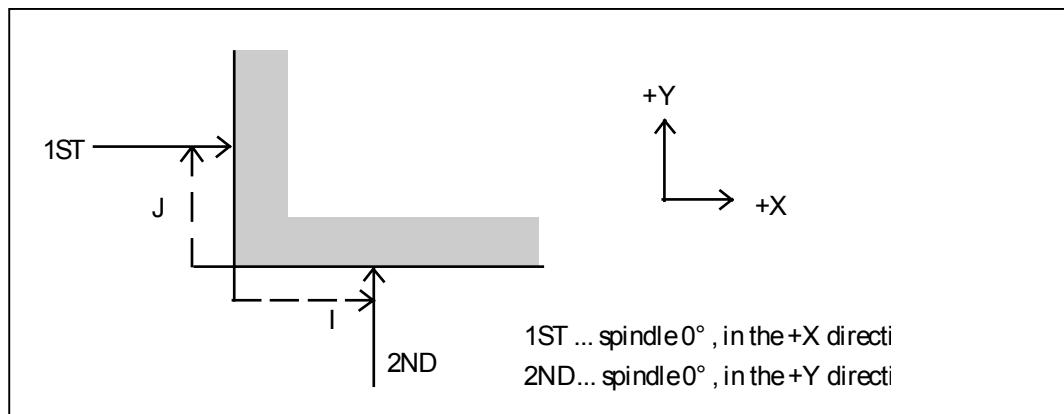 +Y
1ST
J
+X
I
1ST ... spindle 0° , in the +X directi
2ND
2ND... spindle 0° , in the +Y directi